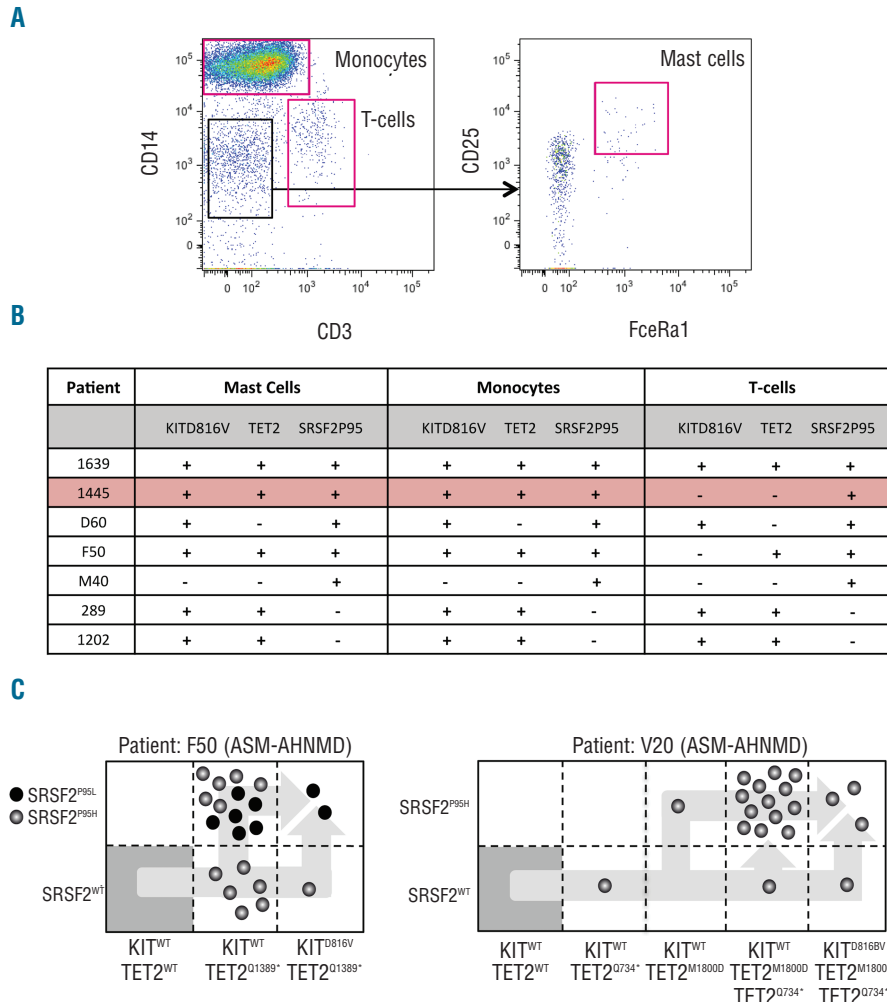 A
Monocytes
T-cells
CD14
10⁵
10⁴
10³
10²
0
0 10² 10³ 10⁴ 10⁵
CD3
Mast cells
CD25
10⁵
10⁴
10³
10²
0
0 10² 10³ 10⁴ 10⁵
FceRa1
B
Patient Mast Cells Monocytes T-cells
KITD816V TET2 SRSF2P95 KITD816V TET2 SRSF2P95 KITD816V TET2 SRSF2P95
1639 + + + + + + + + +
1445 + + + + + + - - +
D60 + - + + - + + - +
F50 + + + + + + - + +
M40 - - + - - + - - +
289 + + - + + - + + -
1202 + + - + + - + + -
C
Patient: F50 (ASM-AHNMD)
SRSF2ᴾ⁹⁵ᴸ
SRSF2ᴾ⁹⁵ᴴ
SRSF2ᵂᵀ
KITᵂᵀ KITᵂᵀ KITᴰ⁸¹⁶ⱽ
TET2ᵂᵀ TET2Q1389* TET2Q1389*
Patient: V20 (ASM-AHNMD)
SRSF2ᴾ⁹⁵ᴴ
SRSF2ᵂᵀ
KITᵂᵀ KITᵂᵀ KITᵂᵀ KITᵂᵀ KITᴰ⁸¹⁶ᴮⱽ
TET2ᵂᵀ TET2Q734* TET2ᴹ¹⁸⁰⁰ᴰ TET2ᴹ¹⁸⁰⁰ᴰ TET2ᴹ¹⁸⁰⁰
TET2Q734* TET2Q734*